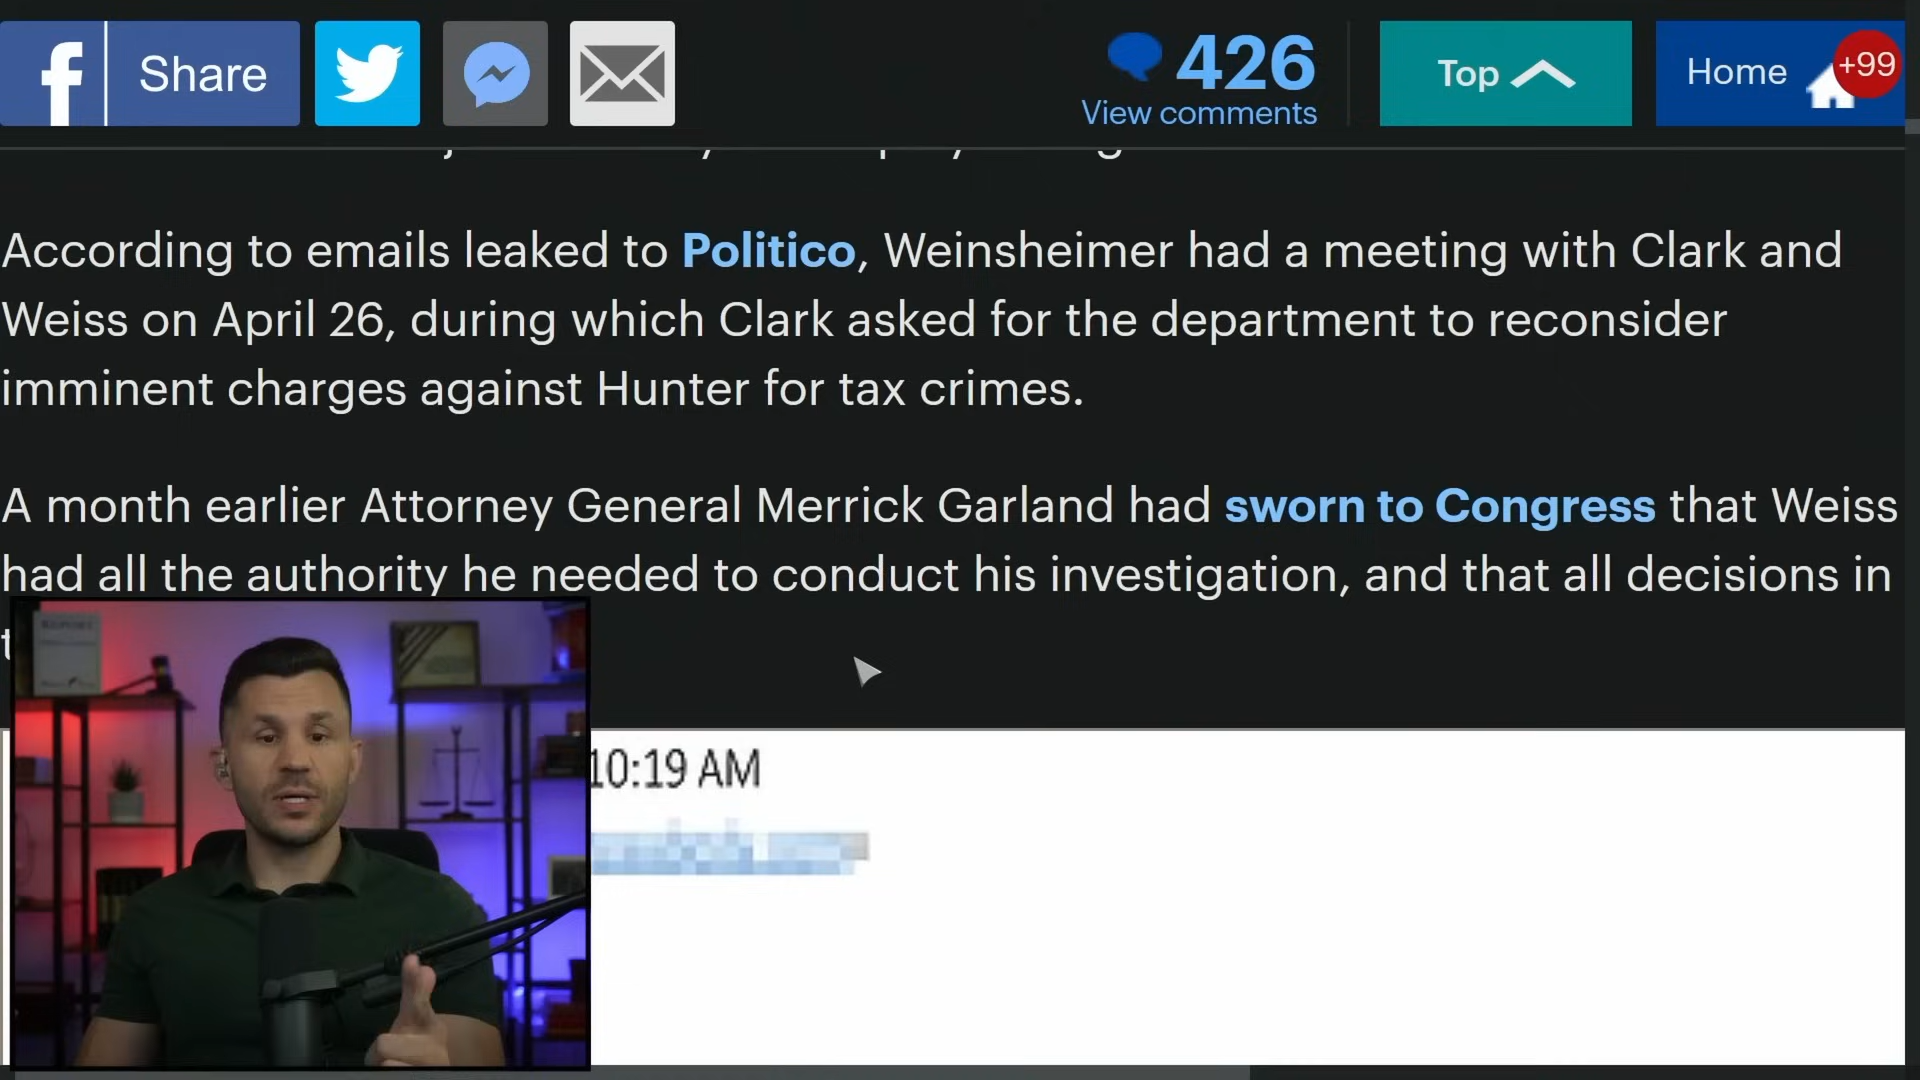 Share
426
View comments
Top
Home
+99
According to emails leaked to Politico, Weinsheimer had a meeting with Clark and
Weiss on April 26, during which Clark asked for the department to reconsider
imminent charges against Hunter for tax crimes.
A month earlier Attorney General Merrick Garland had sworn to Congress that Weiss
had all the authority he needed to conduct his investigation, and that all decisions in
10:19 AM